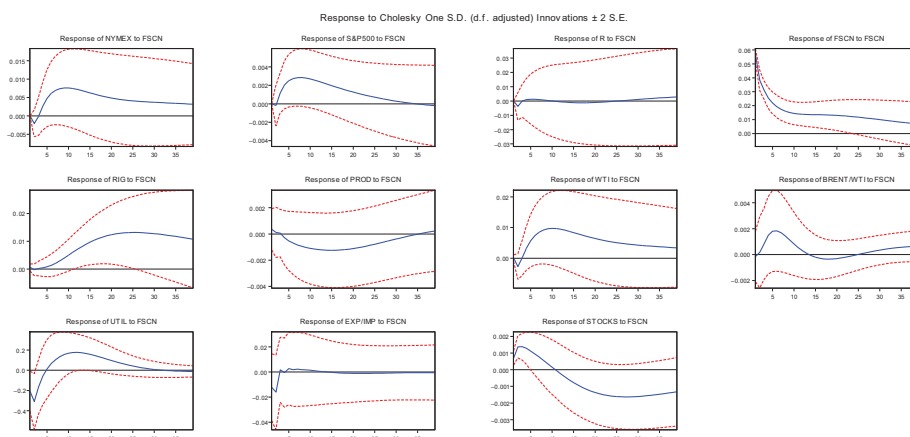 Response to Cholesky One S.D. (d.f. adjusted) Innovations ± 2 S.E.
Response of NYMEX to FSCN
Response of S&P500 to FSCN
Response of R to FSCN
Response of FSCN to FSCN
0.015
0.010
0.005
0.000
−0.005
5 10 15 20 25 30 35
0.004
0.002
0.000
−0.002
−0.004
5 10 15 20 25 30 35
0.03
0.02
0.01
0.00
−0.01
−0.02
−0.03
5 10 15 20 25 30 35
0.06
0.05
0.04
0.03
0.02
0.01
0.00
5 10 15 20 25 30 35
Response of RIG to FSCN
Response of PROD to FSCN
Response of WTI to FSCN
Response of BRENT/WTI to FSCN
0.02
0.01
0.00
5 10 15 20 25 30 35
0.002
0.000
−0.002
−0.004
5 10 15 20 25 30 35
0.02
0.01
0.00
5 10 15 20 25 30 35
0.004
0.002
0.000
−0.002
5 10 15 20 25 30 35
Response of UTIL to FSCN
Response of EXP/IMP to FSCN
Response of STOCKS to FSCN
0.2
0.0
−0.2
−0.4
0.02
0.00
−0.02
−0.04
0.002
0.001
0.000
−0.001
−0.002
−0.003